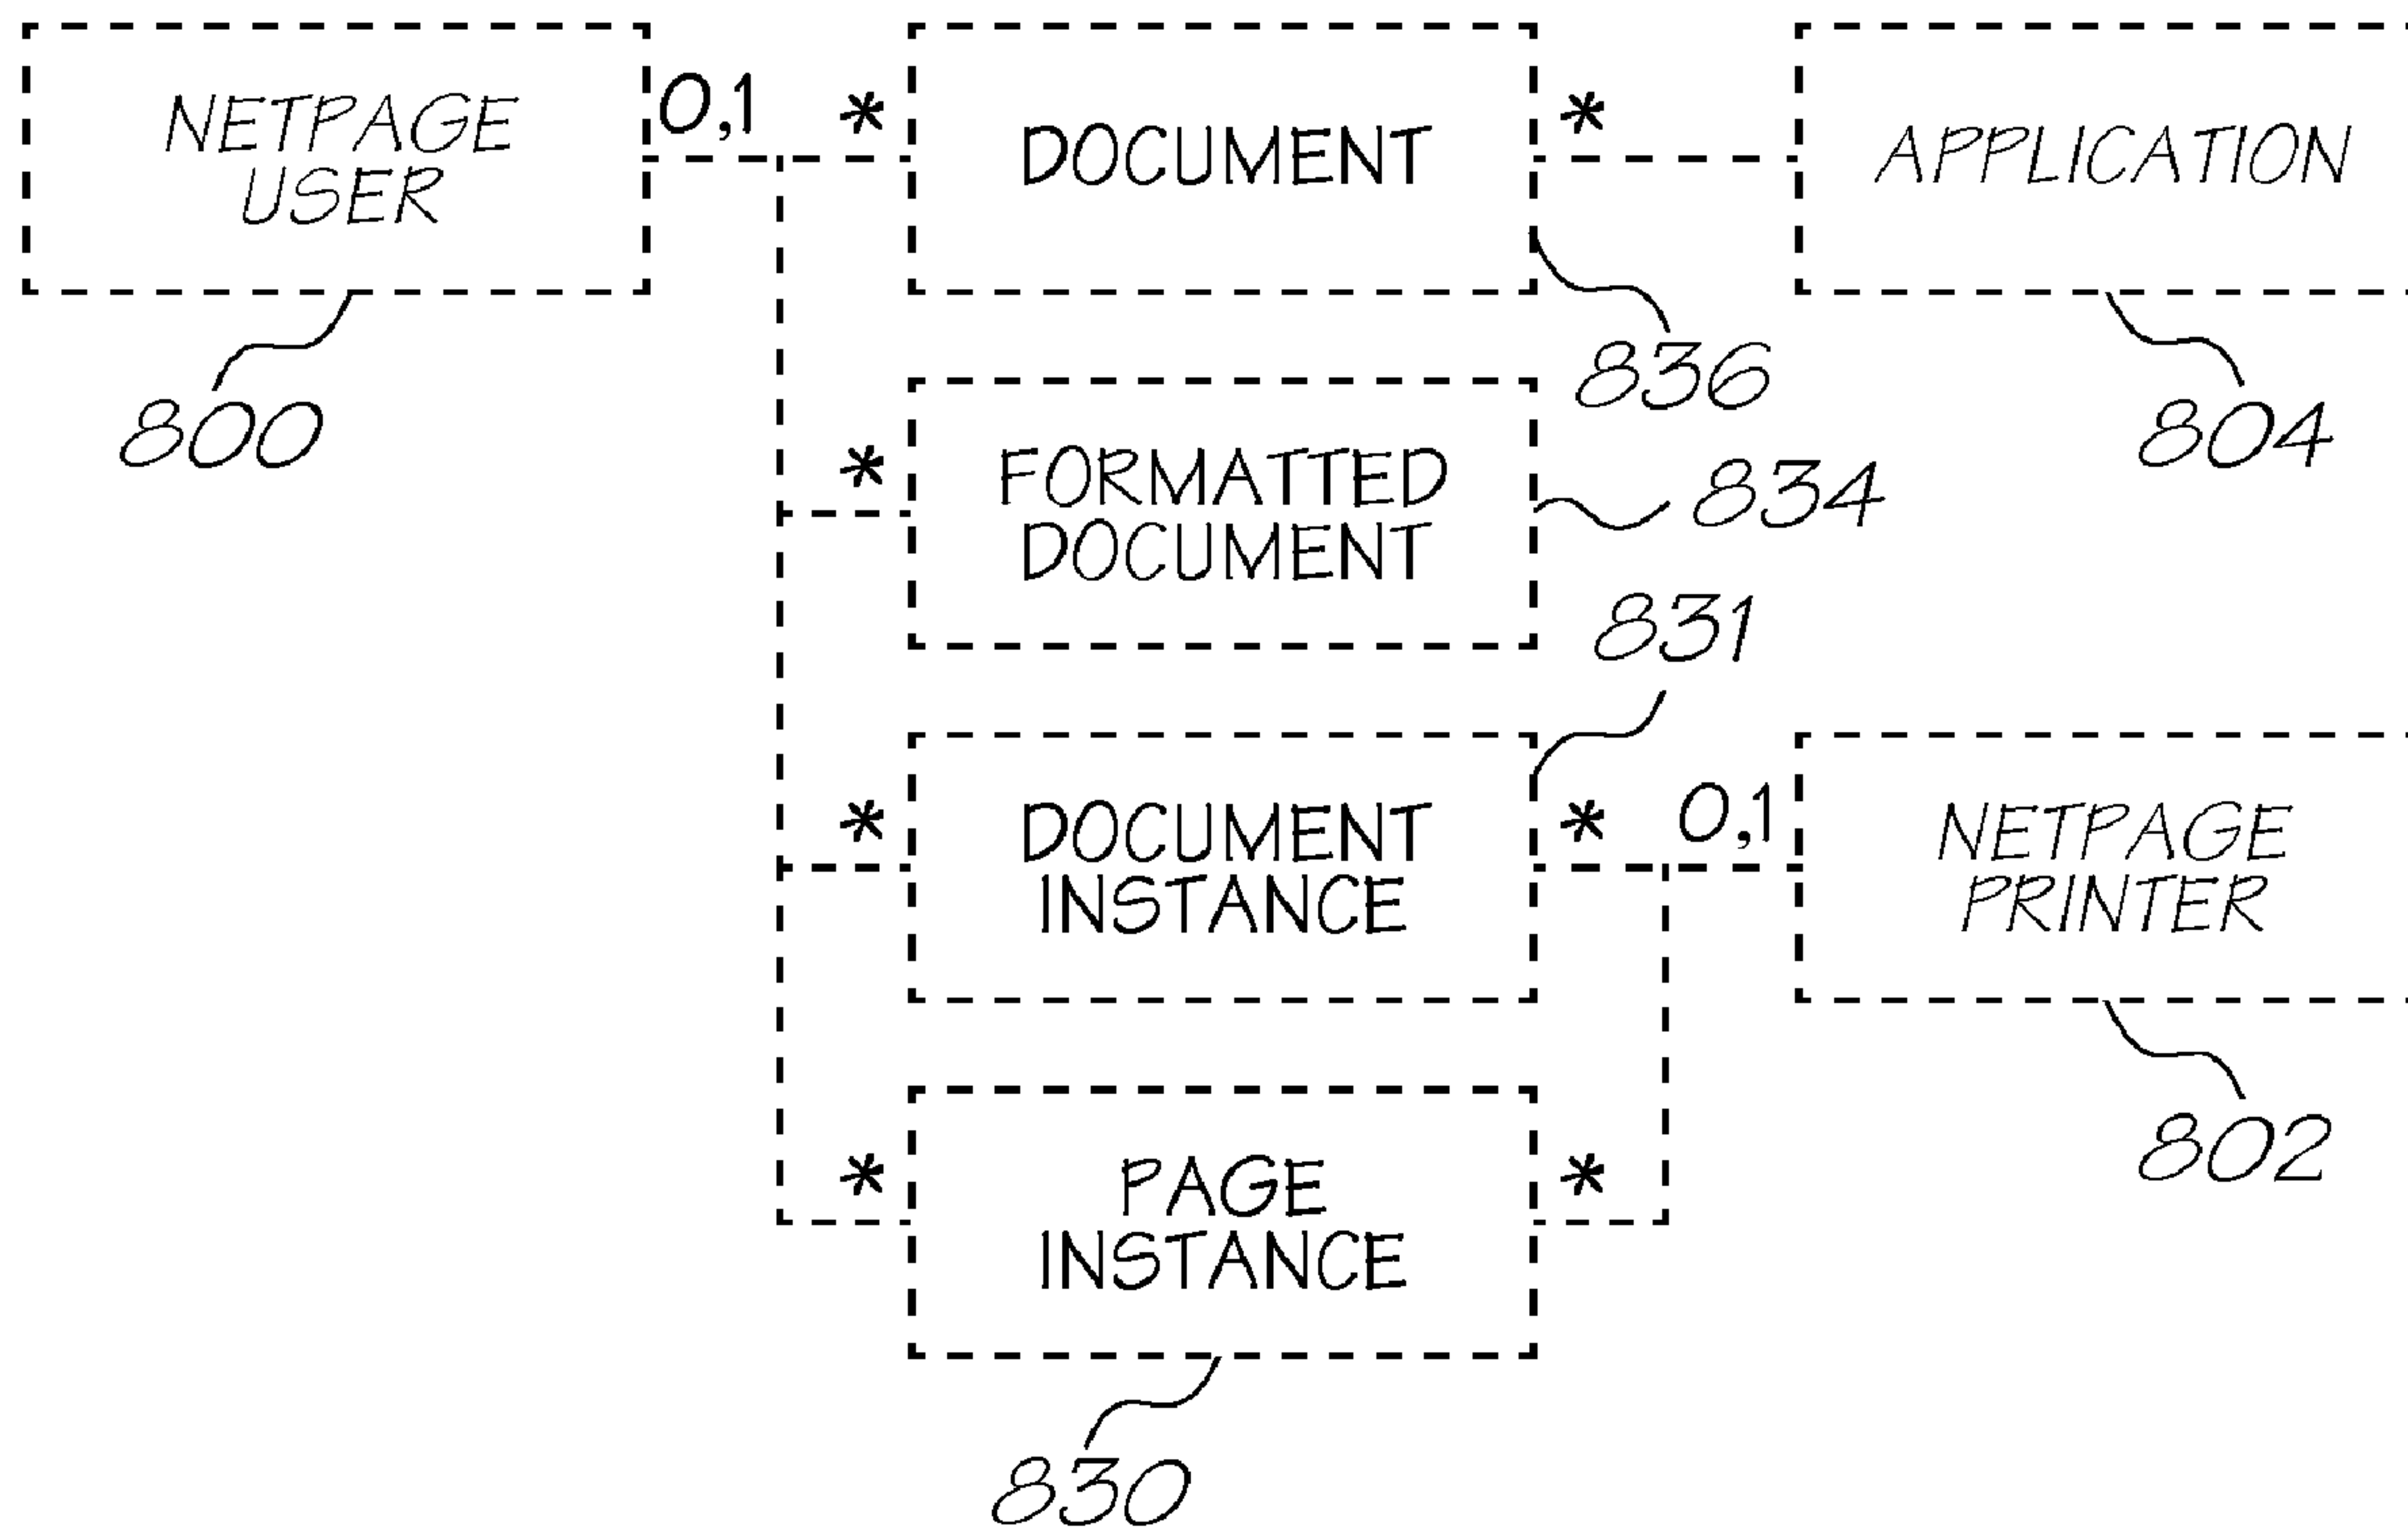 NETPAGE
USER
0,1
*
DOCUMENT
*
APPLICATION
800
836
804
*
FORMATTED
DOCUMENT
834
831
*
DOCUMENT
INSTANCE
*
0,1
NETPAGE
PRINTER
802
*
PAGE
INSTANCE
*
830